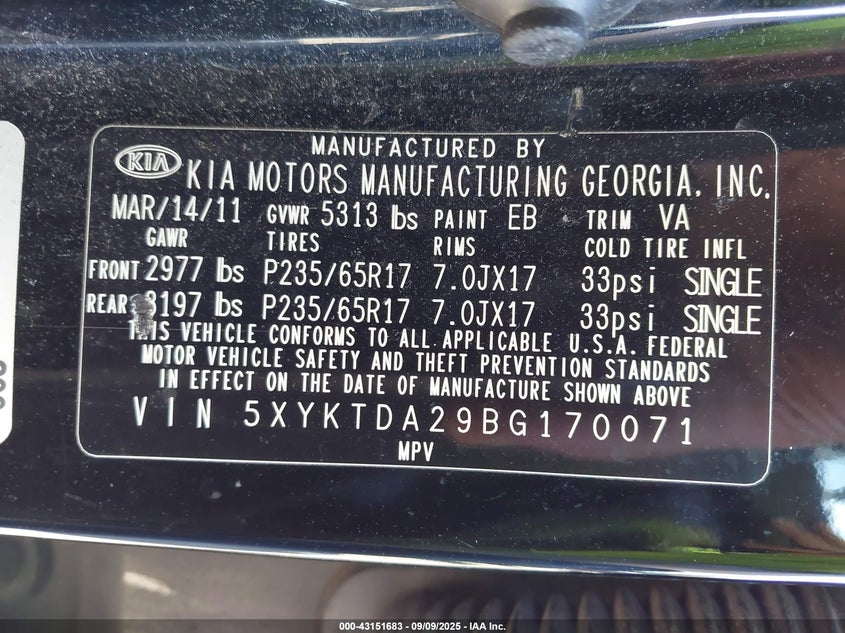 MANUFACTURED BY
KIA KIA MOTORS MANUFACTURING GEORGIA, INC.
MAR/14/11 GVWR 5313 lbs PAINT EB TRIM VA
GAWR TIRES RIMS COLD TIRE INFL
FRONT 2977 lbs P235/65R17 7.0JX17 33psi SINGLE
REAR 3197 lbs P235/65R17 7.0JX17 33psi SINGLE
THIS VEHICLE CONFORMS TO ALL APPLICABLE U.S.A. FEDERAL
MOTOR VEHICLE SAFETY AND THEFT PREVENTION STANDARDS
IN EFFECT ON THE DATE OF MANUFACTURE SHOWN ABOVE
VIN 5XYKTDA29BG170071
MPV
000-43151683 / 09/09/2025 - IAA Inc.